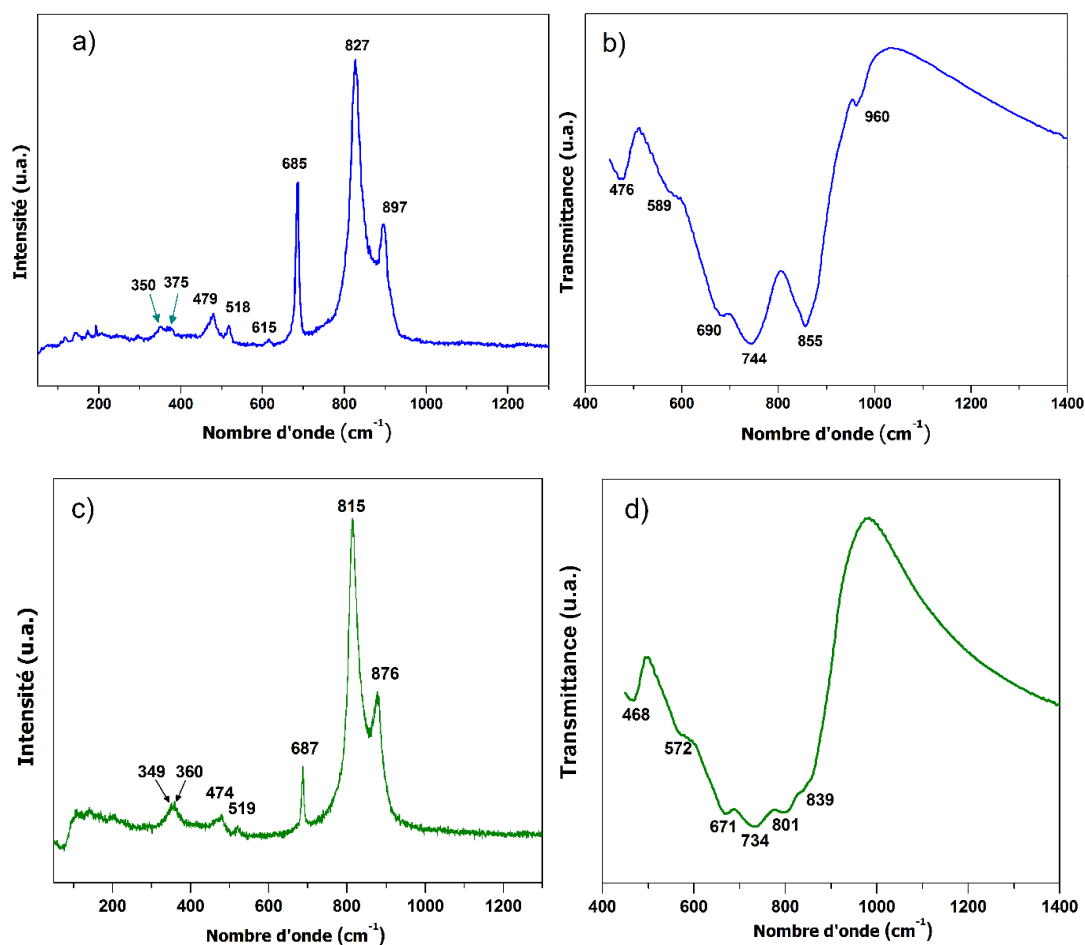 a)
827
685
897
350
375
479
518
615
Intensité (u.a.)
200 400 600 800 1000 1200
Nombre d'onde (cm-1)
b)
960
476
589
690
744
855
Transmittance (u.a.)
400 600 800 1000 1200 1400
Nombre d'onde (cm-1)
c)
815
876
687
349
360
474
519
Intensité (u.a.)
200 400 600 800 1000 1200
Nombre d'onde (cm-1)
d)
468
572
839
671
801
734
Transmittance (u.a.)
400 600 800 1000 1200 1400
Nombre d'onde (cm-1)